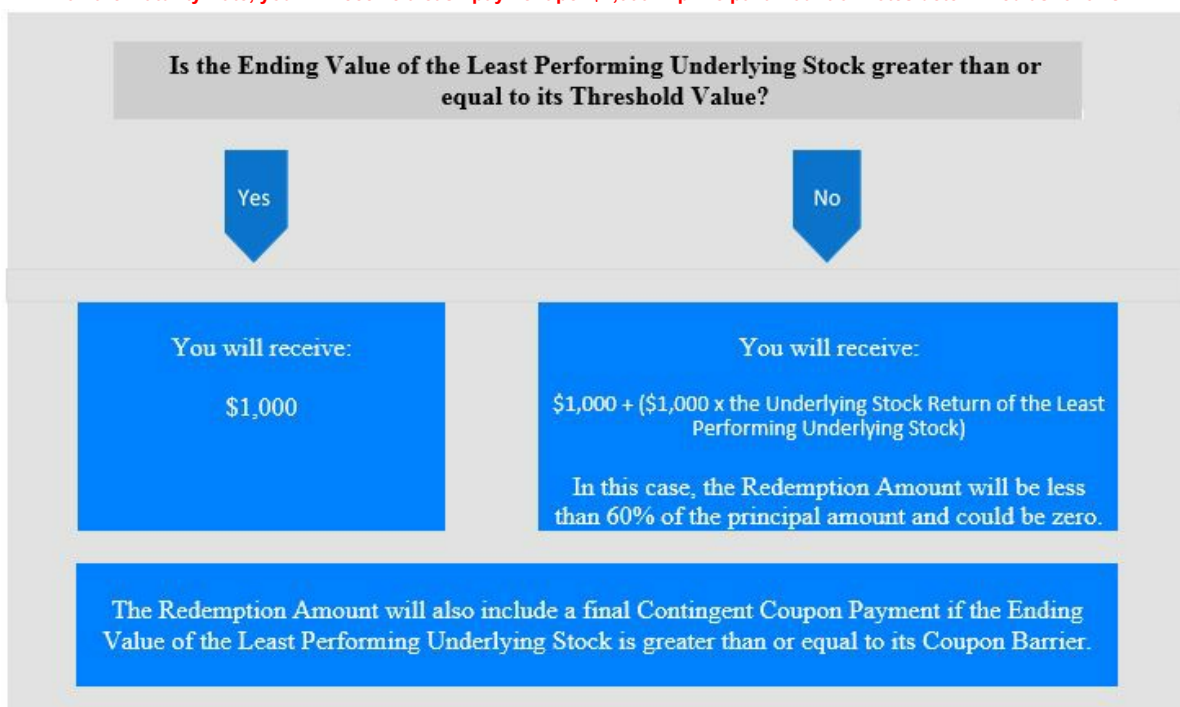 Is the Ending Value of the Least Performing Underlying Stock greater than or
equal to its Threshold Value?
Yes
No
You will receive:
$1,000
You will receive:
$1,000 + ($1,000 x the Underlying Stock Return of the Least
Performing Underlying Stock)
In this case, the Redemption Amount will be less
than 60% of the principal amount and could be zero.
The Redemption Amount will also include a final Contingent Coupon Payment if the Ending
Value of the Least Performing Underlying Stock is greater than or equal to its Coupon Barrier.